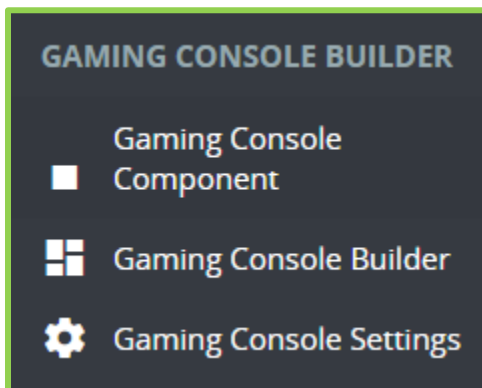 GAMING CONSOLE BUILDER
Gaming Console
Component
Gaming Console Builder
Gaming Console Settings